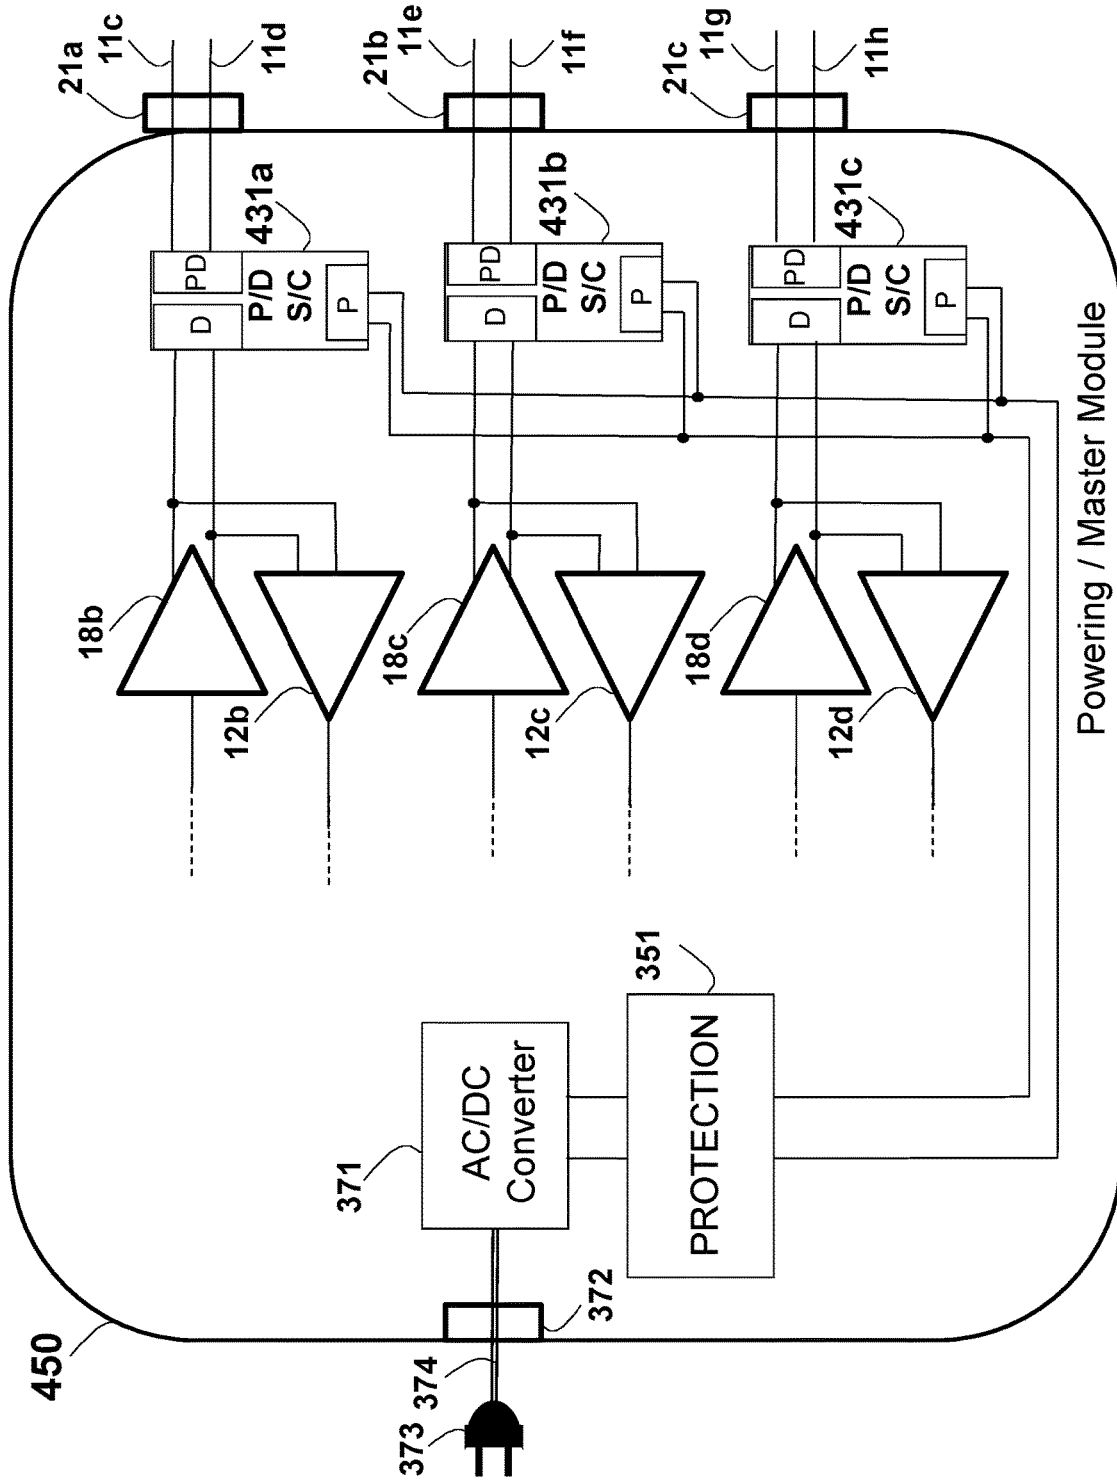 450
373
374
372
371
AC/DC
Converter
PROTECTION
351
18b
12b
18c
12c
18d
12d
D
PD
P/D
S/C
P
431a
D
PD
P/D
S/C
P
431b
D
PD
P/D
S/C
P
431c
21a
11c
11d
21b
11e
11f
21c
11g
11h
Powering / Master Module